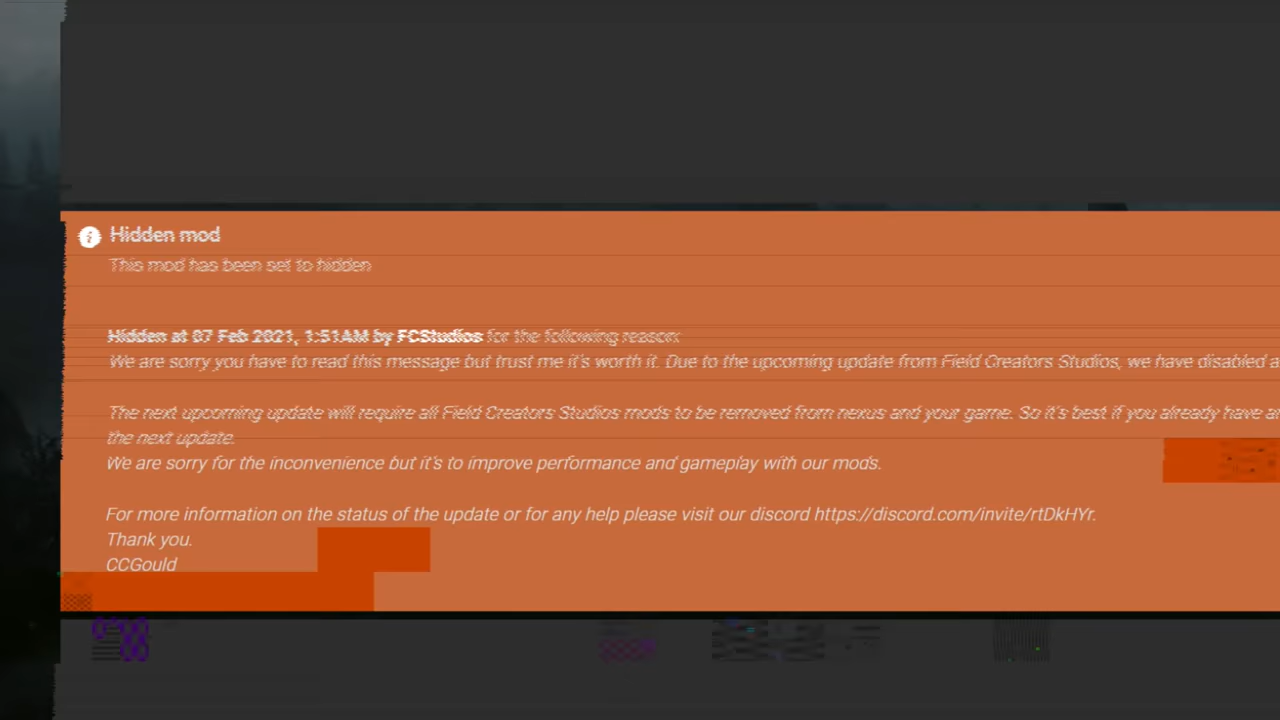 Hidden mod
This mod has been set to hidden
Hidden at 07 Feb 2021, 1:51AM by FCStudios for the following reason:
We are sorry you have to read this message but trust me it's worth it. Due to the upcoming update from Field Creators Studios, we have disabled a
The next upcoming update will require all Field Creators Studios mods to be removed from nexus and your game. So it's best if you already have an
the next update.
We are sorry for the inconvenience but it's to improve performance and gameplay with our mods.
For more information on the status of the update or for any help please visit our discord https://discord.com/invite/rtDkHYr.
Thank you.
CCGould